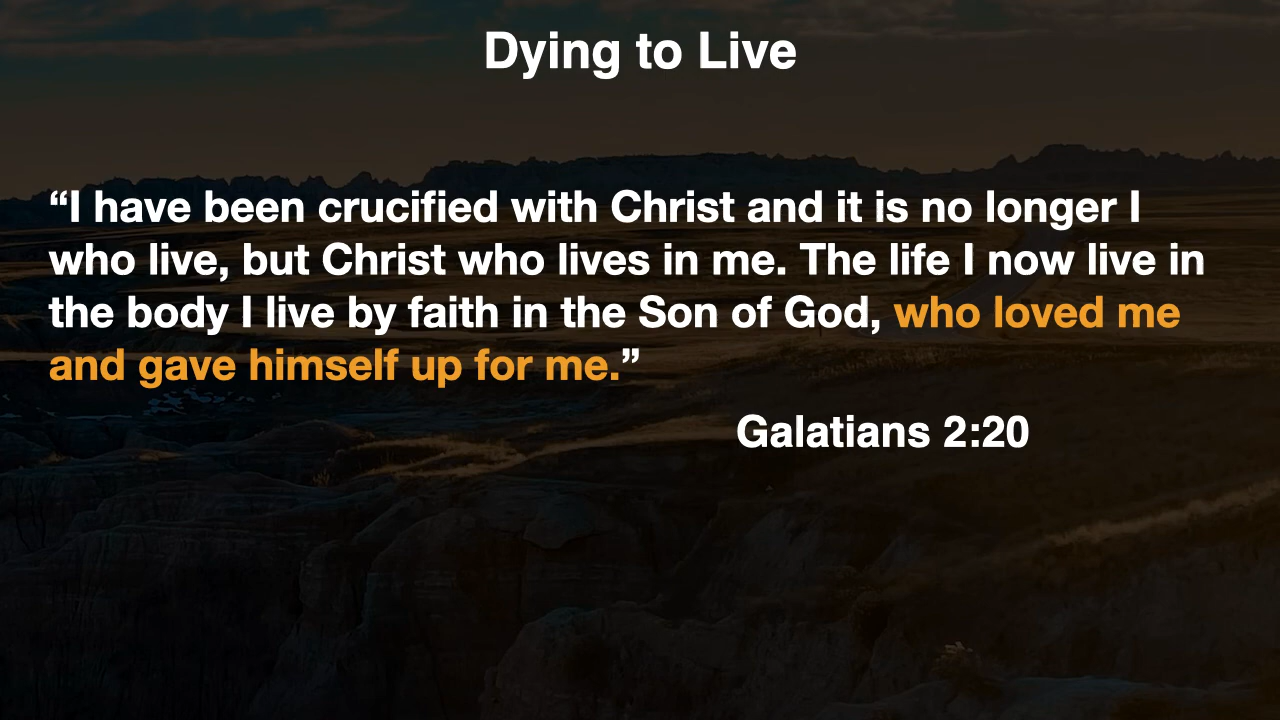 Dying to Live
“I have been crucified with Christ and it is no longer I
who live, but Christ who lives in me. The life I now live in
the body I live by faith in the Son of God, who loved me
and gave himself up for me.”
Galatians 2:20